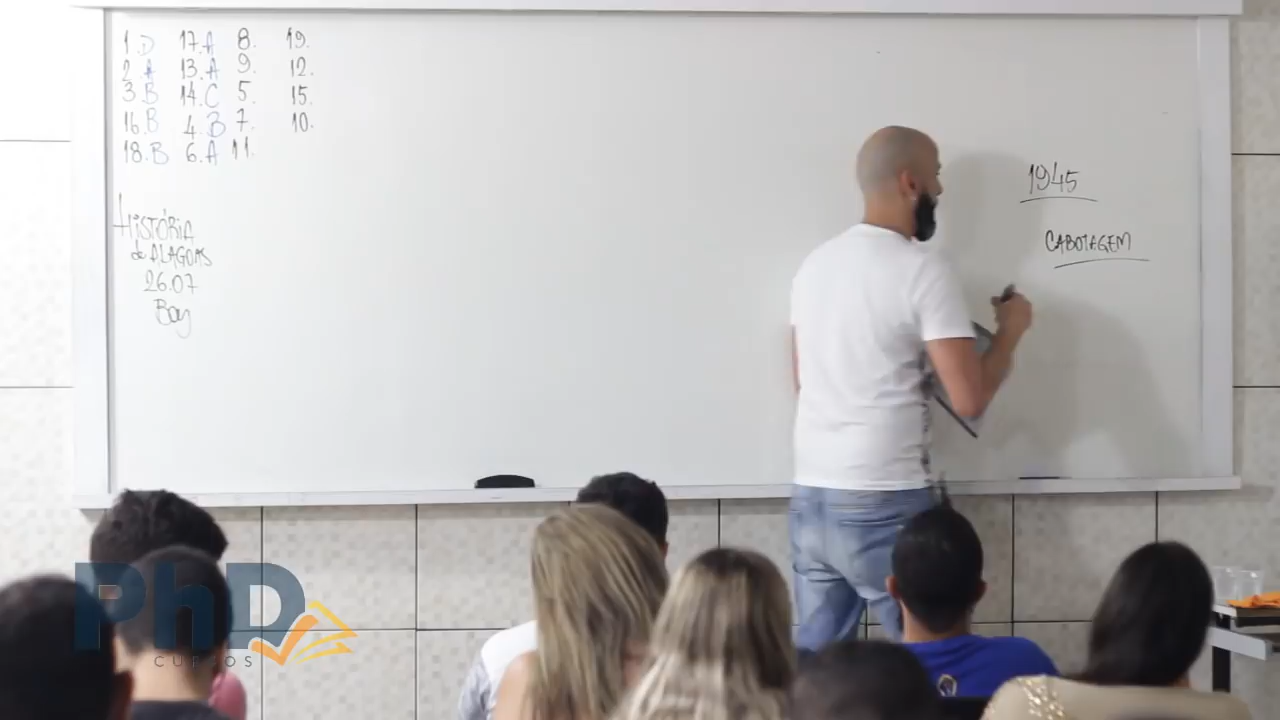 1. D 17. A 8. 19.
2. A 13. A 9. 12.
3. B 14. C 5. 15.
16. B 4. B 7. 10.
18. B 6. A 11.
HISTÓRIA
de ALAGOAS
26.07
Boy
1945
CABOTAGEM
PhD
CURSOS